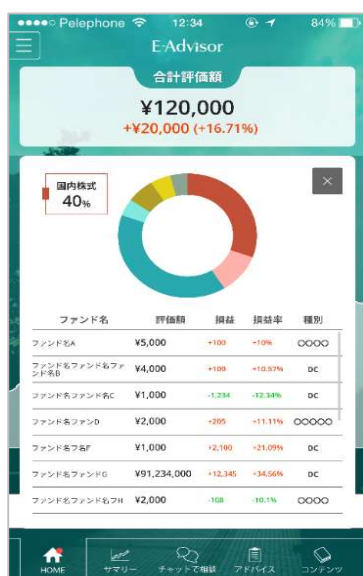 Pelephone 12:34 84%
E-Advisor
合計評価額
¥120,000
+¥20,000 (+16.71%)
国内株式
40%
×
ファンド名 評価額 損益 損益率 種別
ファンド名A ¥5,000 +100 +10% OOOO
ファンド名ファンド名ファ
ンド名B ¥4,000 +100 +10.57% DC
ファンドファンド名C ¥1,000 -1,234 -12.34% DC
ファンド名ファンD ¥2,000 +205 +11.11% OOOOO
ファンド名フ名F ¥1,000 +2,100 +21.09% DC
ファンド名ファンドG ¥91,234,000 +12,345 +34.56% DC
ファンド名ファンド名フH ¥2,000 -108 -10.1% OOOO
HOME サマリー チャットで相談 アドバイス コンテンツ